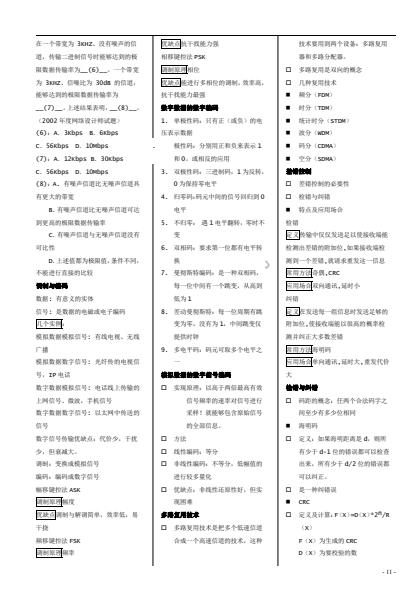 在一个带宽为 3KHZ、没有噪声的信
道，传输二进制信号时能够达到的极
限数据传输率为__(6)__。一个带宽
为 3KHZ、信噪比为 30dB 的信道，
能够达到的极限数据传输率为
__(7)__。上述结果表明，__(8)__。
（2002 年度网络设计师试题）
(6)，A. 3Kbps B. 6Kbps
C. 56Kbps D. 10Mbps
(7)，A. 12Kbps B. 30Kbps
C. 56Kbps D. 10Mbps
(8)，A. 有噪声信道比无噪声信道具
有更大的带宽
B. 有噪声信道比无噪声信道可达
到更高的极限数据传输率
C. 有噪声信道与无噪声信道没有
可比性
D. 上述值都为极限值，条件不同，
不能进行直接的比较
调制与编码
数据：有意义的实体
信号：是数据的电磁或电子编码
几个实例：
模拟数据模拟信号：有线电视、无线
广播
模拟数据数字信号：光纤传的电视信
号，IP 电话
数字数据模拟信号：电话线上传输的
上网信号、微波，手机信号
数字数据数字信号：以太网中传送的
信号
数字信号传输优缺点：代价少，干扰
少，但衰减大。
调制：变换成模拟信号
编码：编码成数字信号
幅移键控法 ASK
调制原理幅度
优缺点调制与解调简单，效率低，易
干扰
频移键控法 FSK
调制原理频率
优缺点抗干扰能力强
相移键控法 PSK
调制原理相位
优缺点能进行多相位的调制，效率高，
抗干扰能力最强
数字数据的数字编码
1. 单极性码：只有正（或负）的电
压表示数据
极性码：分别用正和负来表示 1
和 0，或相反的应用
3. 双极性码：三进制码，1 为反转，
0 为保持零电平
4. 归零码:码元中间的信号回归到 0
电平
5. 不归零： 遇 1 电平翻转，零时不
变
6. 双相码：要求第一位都有电平转
换
7. 曼彻斯特编码：是一种双相码，
每一位中间有一个跳变，从高到
低为 1
8. 差动曼彻斯特：每一位周期有跳
变为零，没有为 1，中间跳变仅
提供时钟
9. 多电平码：码元可取多个电平之
一
模拟数据的数字信号编码
□ 实现原理：以高于两倍最高有效
信号频率的速率对信号进行
采样！就能够包含原始信号
的全部信息。
□ 方法
□ 线性编码：等分
□ 非线性编码：不等分，低幅值的
进行较多量化
□ 优缺点：非线性还原性好，但实
现困难
多路复用技术
□ 多路复用技术是把多个低速信道
合成一个高速信道的技术，这种
技术要用到两个设备：多路复用
器和多路分配器。
□ 多路复用是双向的概念
□ 几种复用技术
■ 频分（FDM）
■ 时分（TDM）
■ 统计时分（STDM）
■ 波分（WDM）
■ 码分（CDMA）
■ 空分（SDMA）
差错控制
□ 差错控制的必要性
□ 检错与纠错
■ 特点及应用场合
检错
定义传输中仅仅发送足以使接收端能
检测出差错的附加位，如果接收端检
测到一个差错，就请求重发这一信息
常用方法奇偶，CRC
应用场合双向通讯，延时小
纠错
定义在发送每一组信息时发送足够的
附加位，使接收端能以很高的概率检
测并纠正大多数差错
常用方法海明码
应用场合单向通讯，延时大，重发代价
大
检错与纠错
□ 码距的概念：任两个合法码字之
间至少有多少位相同
■ 海明码
□ 定义：如果海明距离是 d，则所
有少于 d-1 位的错误都可以检查
出来，所有少于 d/2 位的错误都
可以纠正。
□ 是一种纠错误
■ CRC
□ 定义及计算：F（X）=D（X）*2ⁿ/R
（X）
F（X）为生成的 CRC
D（X）为要校验的数
- 11 -